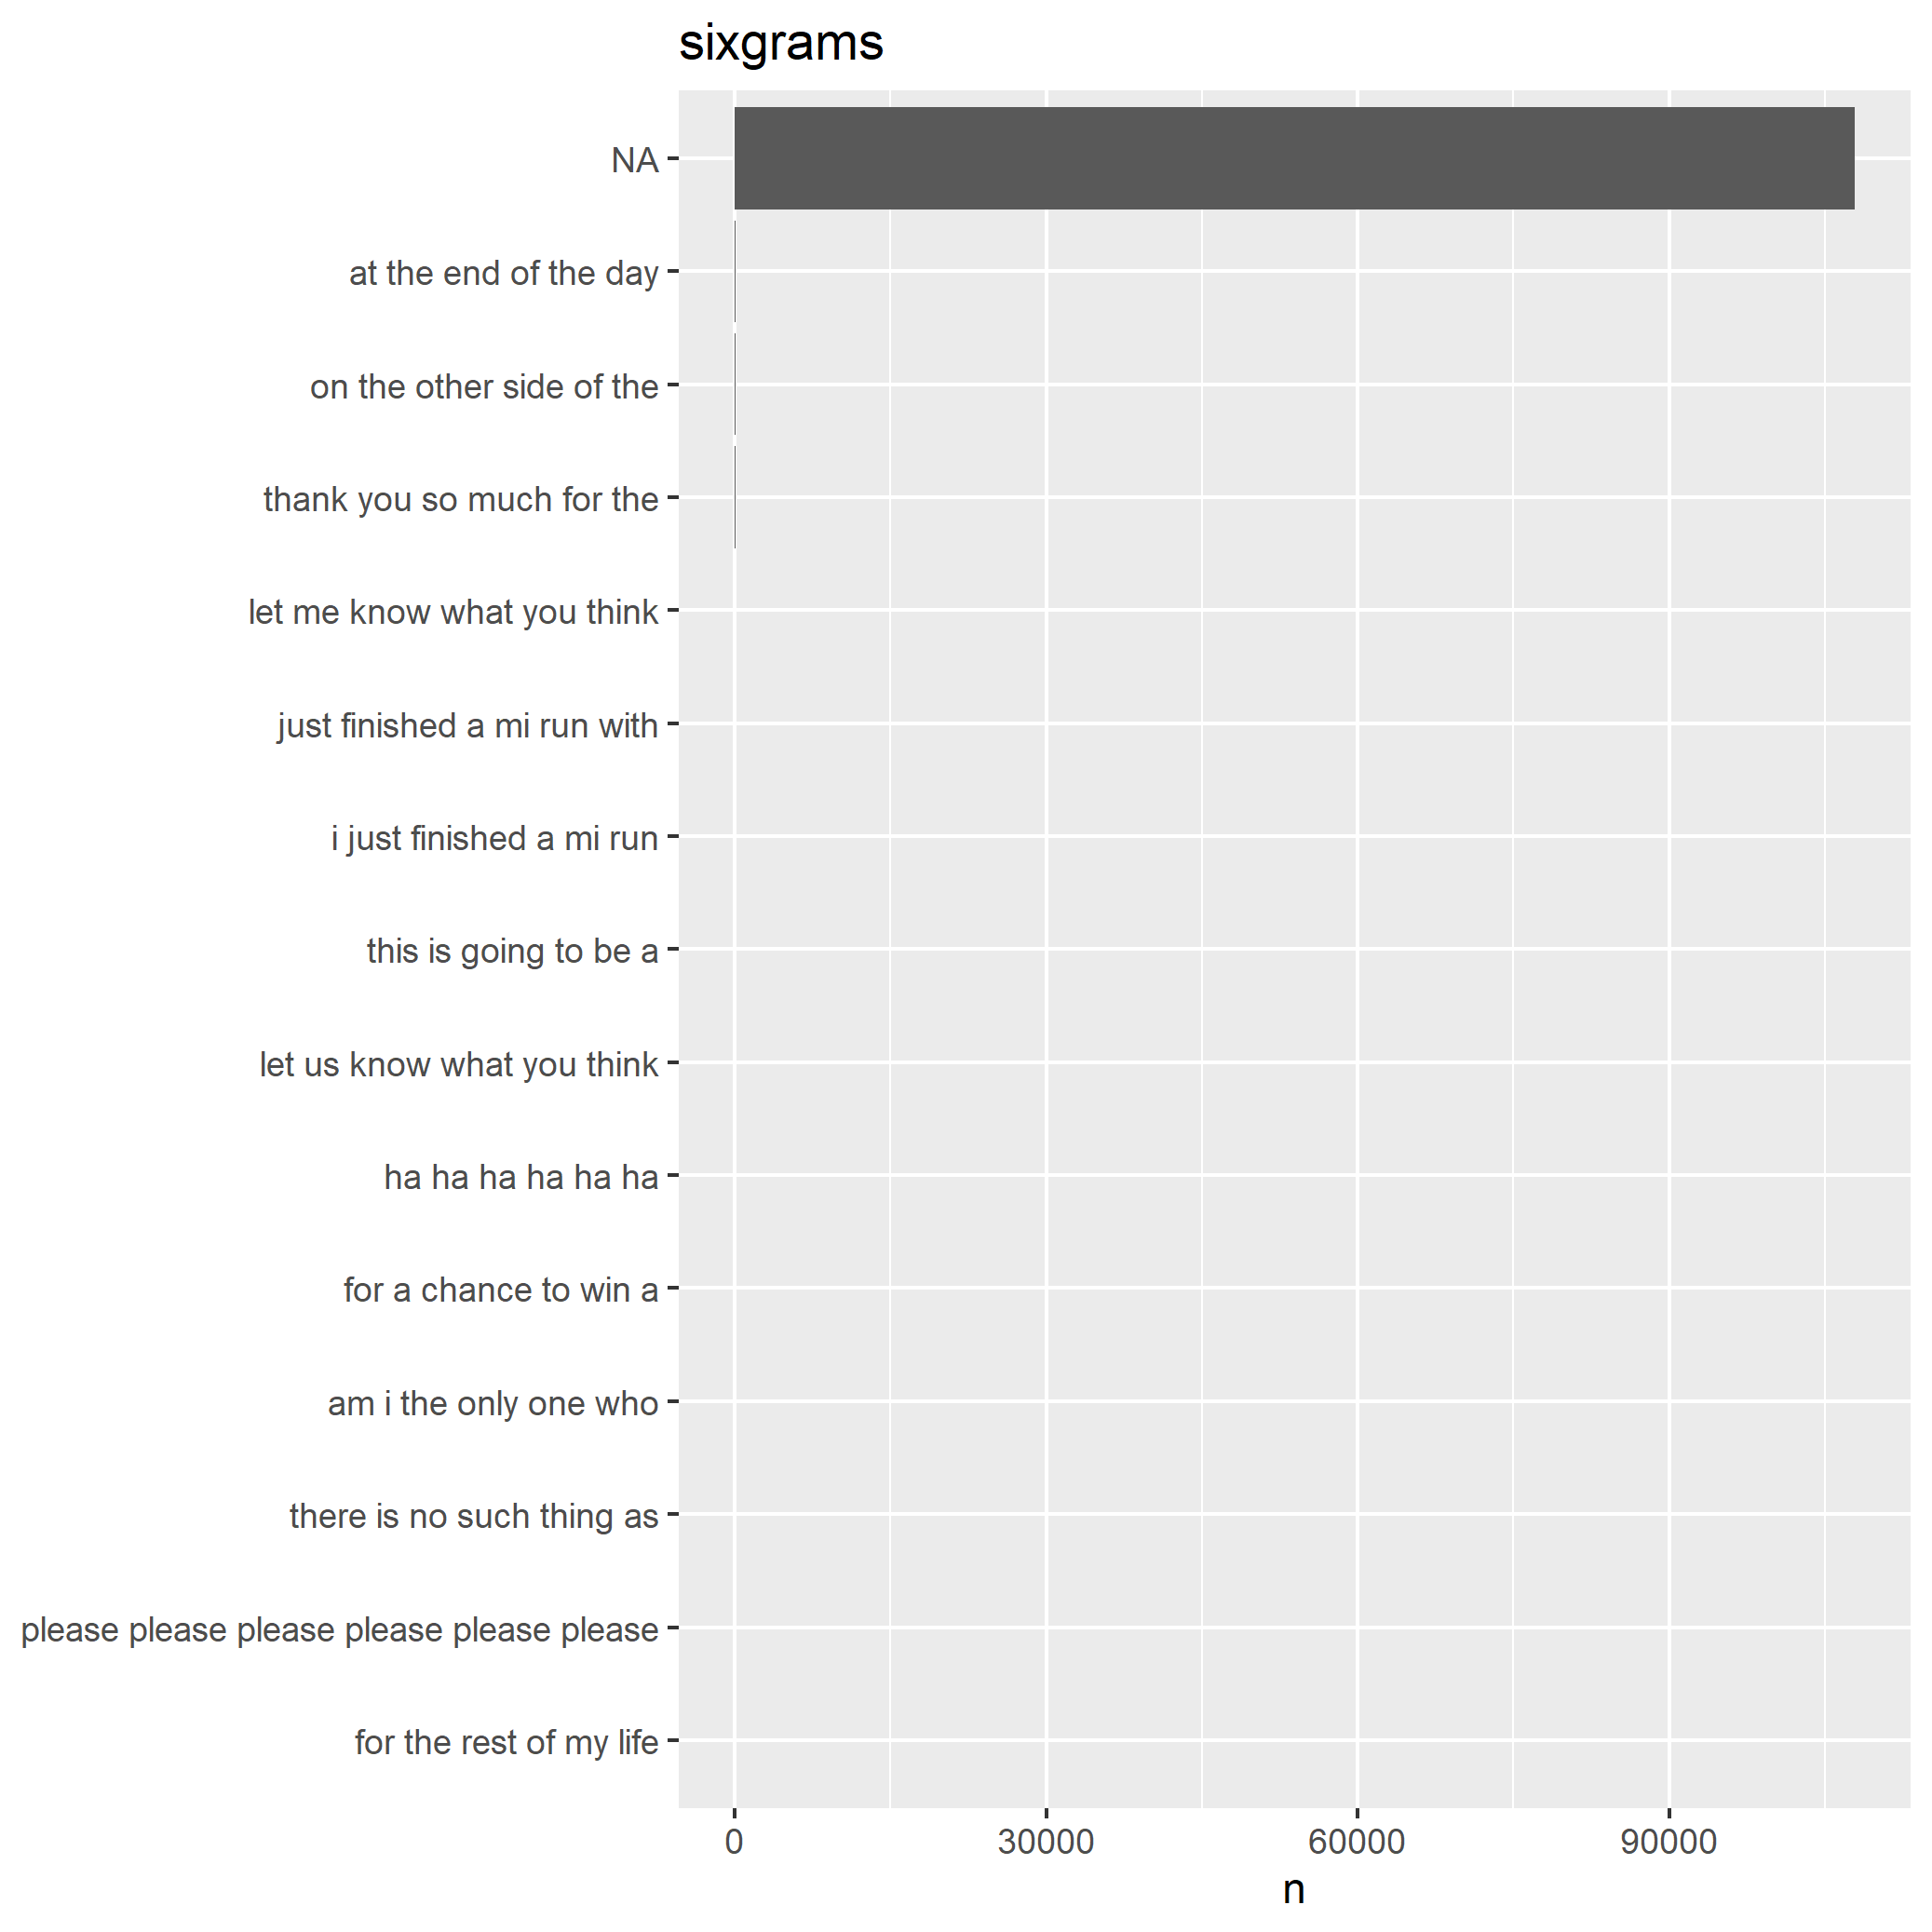 sixgrams
NA
at the end of the day
on the other side of the
thank you so much for the
let me know what you think
just finished a mi run with
i just finished a mi run
this is going to be a
let us know what you think
ha ha ha ha ha ha
for a chance to win a
am i the only one who
there is no such thing as
please please please please please please
for the rest of my life
0 30000 60000 90000
n